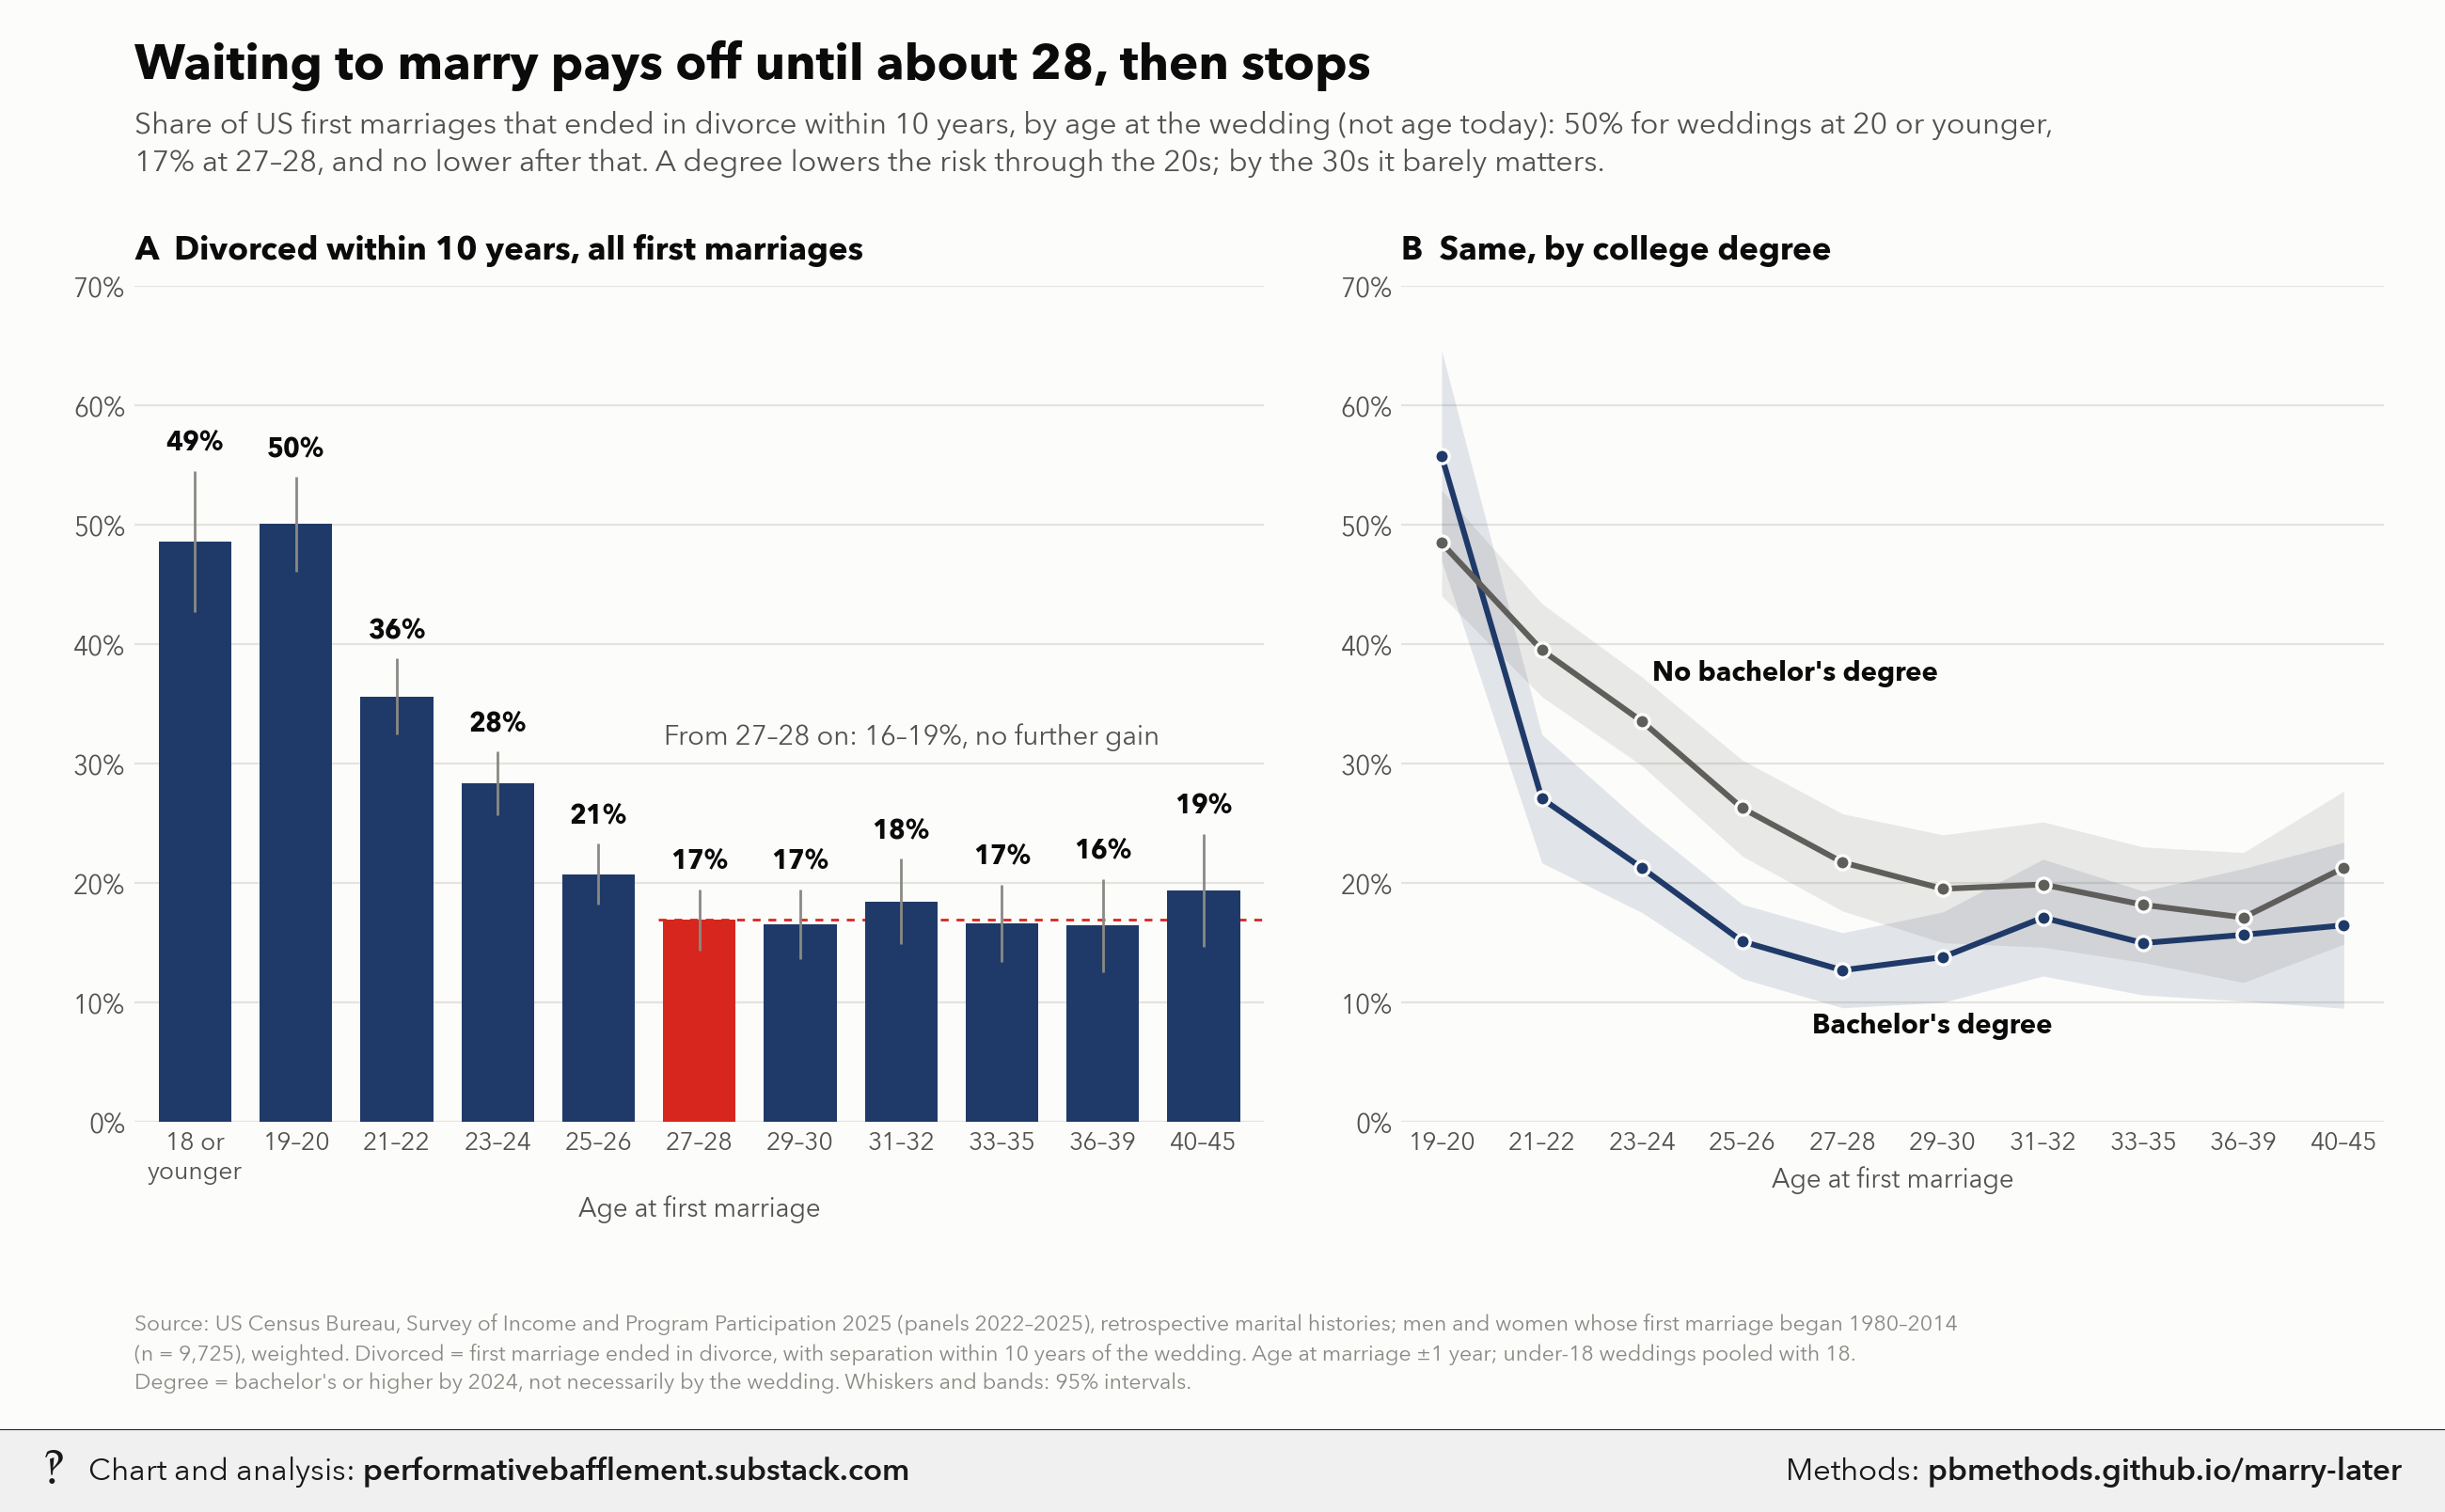 Waiting to marry pays off until about 28, then stops
Share of US first marriages that ended in divorce within 10 years, by age at the wedding (not age today): 50% for weddings at 20 or younger,
17% at 27–28, and no lower after that. A degree lowers the risk through the 20s; by the 30s it barely matters.
A Divorced within 10 years, all first marriages
70%
60%
50%
40%
30%
20%
10%
0%
49%
50%
36%
28%
21%
17%
17%
18%
17%
16%
19%
From 27–28 on: 16–19%, no further gain
18 or
younger
19–20
21–22
23–24
25–26
27–28
29–30
31–32
33–35
36–39
40–45
Age at first marriage
B Same, by college degree
70%
60%
50%
40%
30%
20%
10%
0%
No bachelor's degree
Bachelor's degree
19–20
21–22
23–24
25–26
27–28
29–30
31–32
33–35
36–39
40–45
Age at first marriage
Source: US Census Bureau, Survey of Income and Program Participation 2025 (panels 2022–2025), retrospective marital histories; men and women whose first marriage began 1980–2014
(n = 9,725), weighted. Divorced = first marriage ended in divorce, with separation within 10 years of the wedding. Age at marriage ±1 year; under-18 weddings pooled with 18.
Degree = bachelor's or higher by 2024, not necessarily by the wedding. Whiskers and bands: 95% intervals.
‽ Chart and analysis: performativebafflement.substack.com
Methods: pbmethods.github.io/marry-later